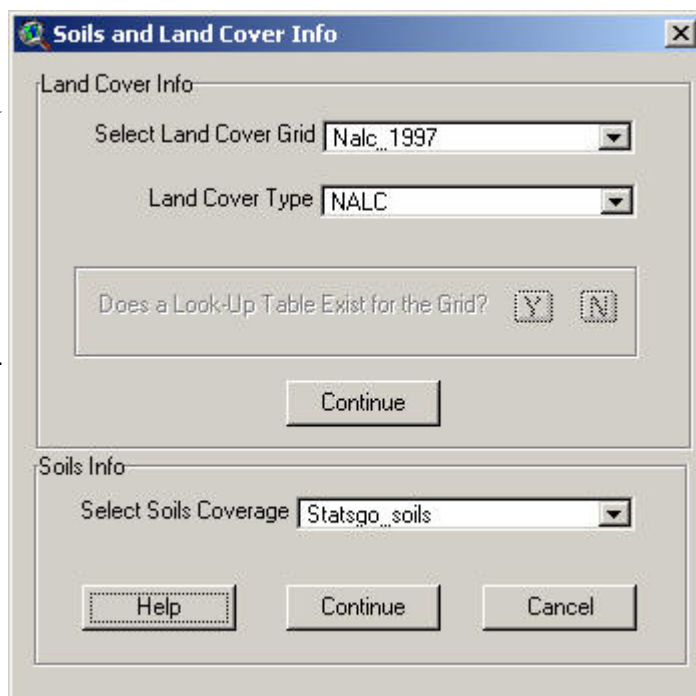 Soils and Land Cover Info
Land Cover Info
Select Land Cover Grid Nalc_1997
Land Cover Type NALC
Does a Look-Up Table Exist for the Grid? Y N
Continue
Soils Info
Select Soils Coverage Statsgo_soils
Help Continue Cancel